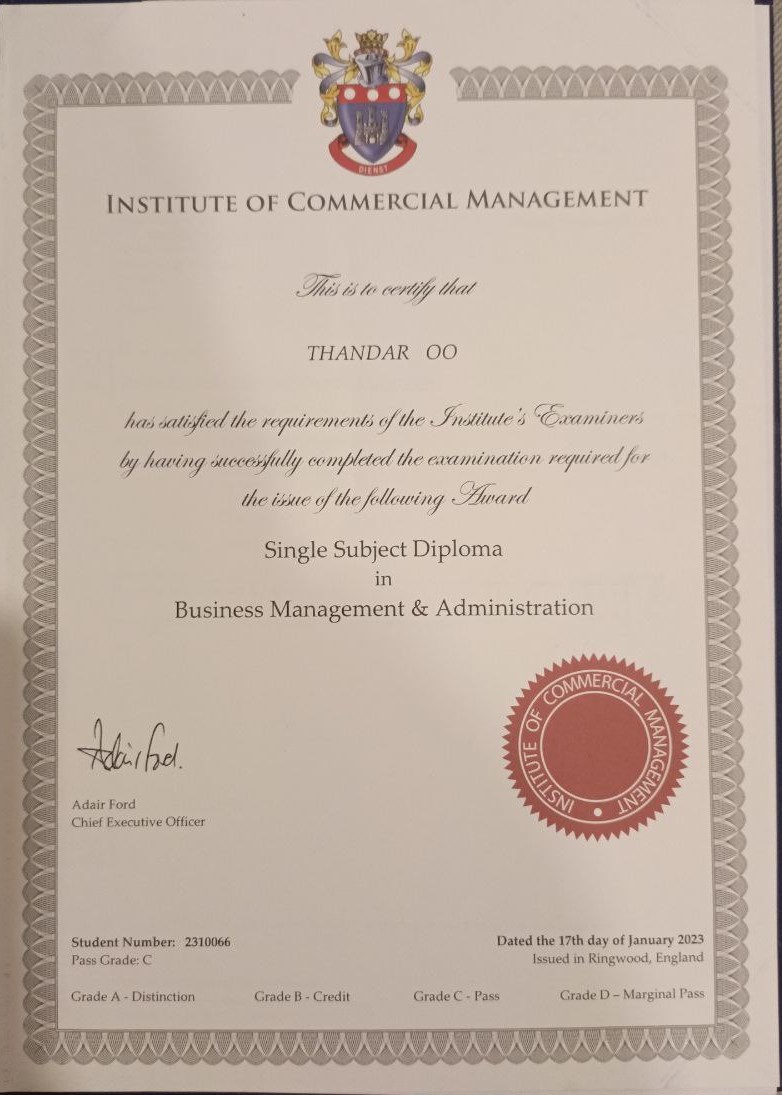 DIENST
INSTITUTE OF COMMERCIAL MANAGEMENT
This is to certify that
THANDAR OO
has satisfied the requirements of the Institute's Examiners
by having successfully completed the examination required for
the issue of the following Award
Single Subject Diploma
in
Business Management & Administration
INSTITUTE OF COMMERCIAL MANAGEMENT
Adair Ford.
Adair Ford
Chief Executive Officer
Student Number: 2310066
Pass Grade: C
Dated the 17th day of January 2023
Issued in Ringwood, England
Grade A - Distinction Grade B - Credit Grade C - Pass Grade D – Marginal Pass